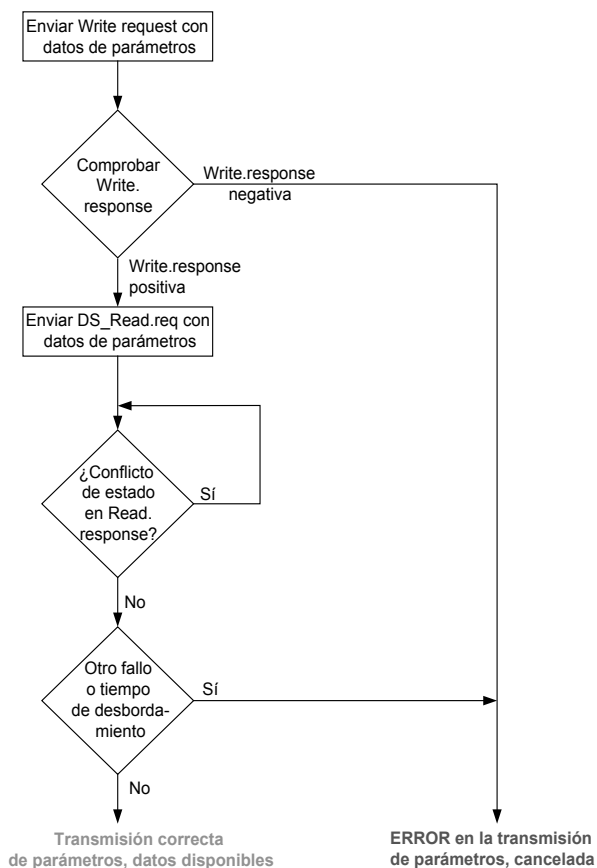 Enviar Write request con
datos de parámetros
Comprobar
Write.
response
Write.response
negativa
Write.response
positiva
Enviar DS_Read.req con
datos de parámetros
¿Conflicto
de estado
en Read.
response?
Sí
No
Otro fallo
o tiempo
de desborda-
miento
Sí
No
Transmisión correcta
de parámetros, datos disponibles
ERROR en la transmisión
de parámetros, cancelada